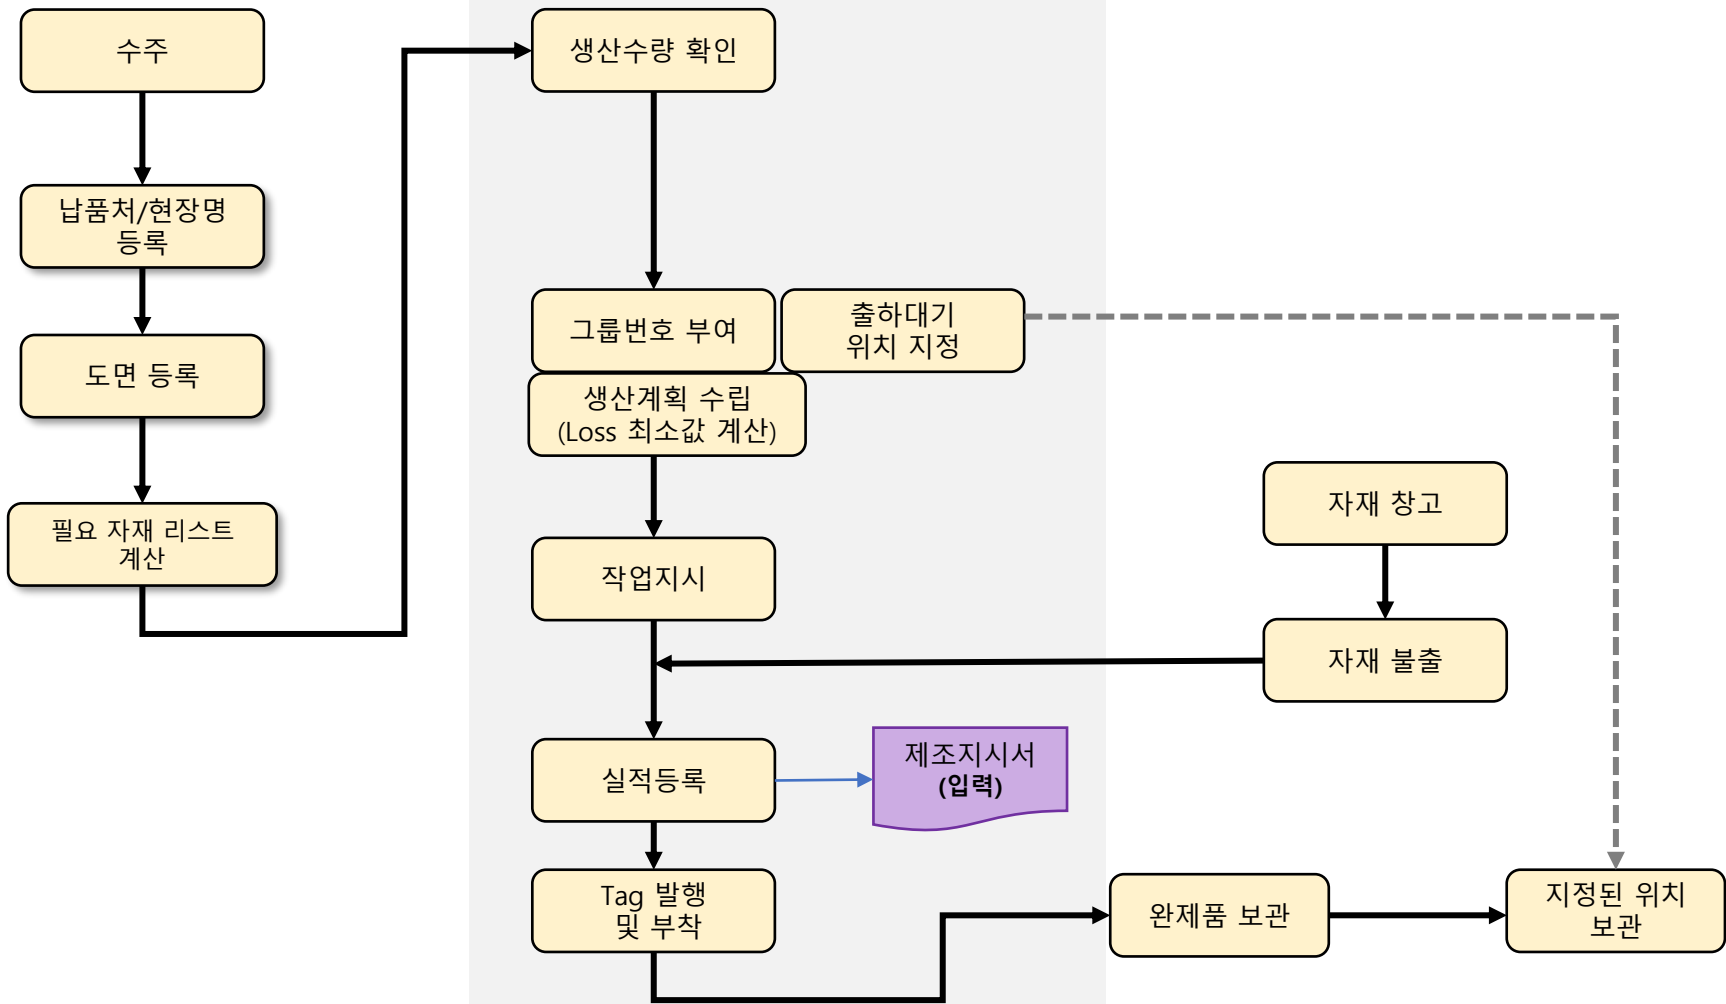 수주
납품처/현장명
등록
도면 등록
필요 자재 리스트
계산
생산수량 확인
그룹번호 부여
출하대기
위치 지정
생산계획 수립
(Loss 최소값 계산)
작업지시
자재 창고
자재 불출
실적등록
제조지시서
(입력)
Tag 발행
및 부착
완제품 보관
지정된 위치
보관